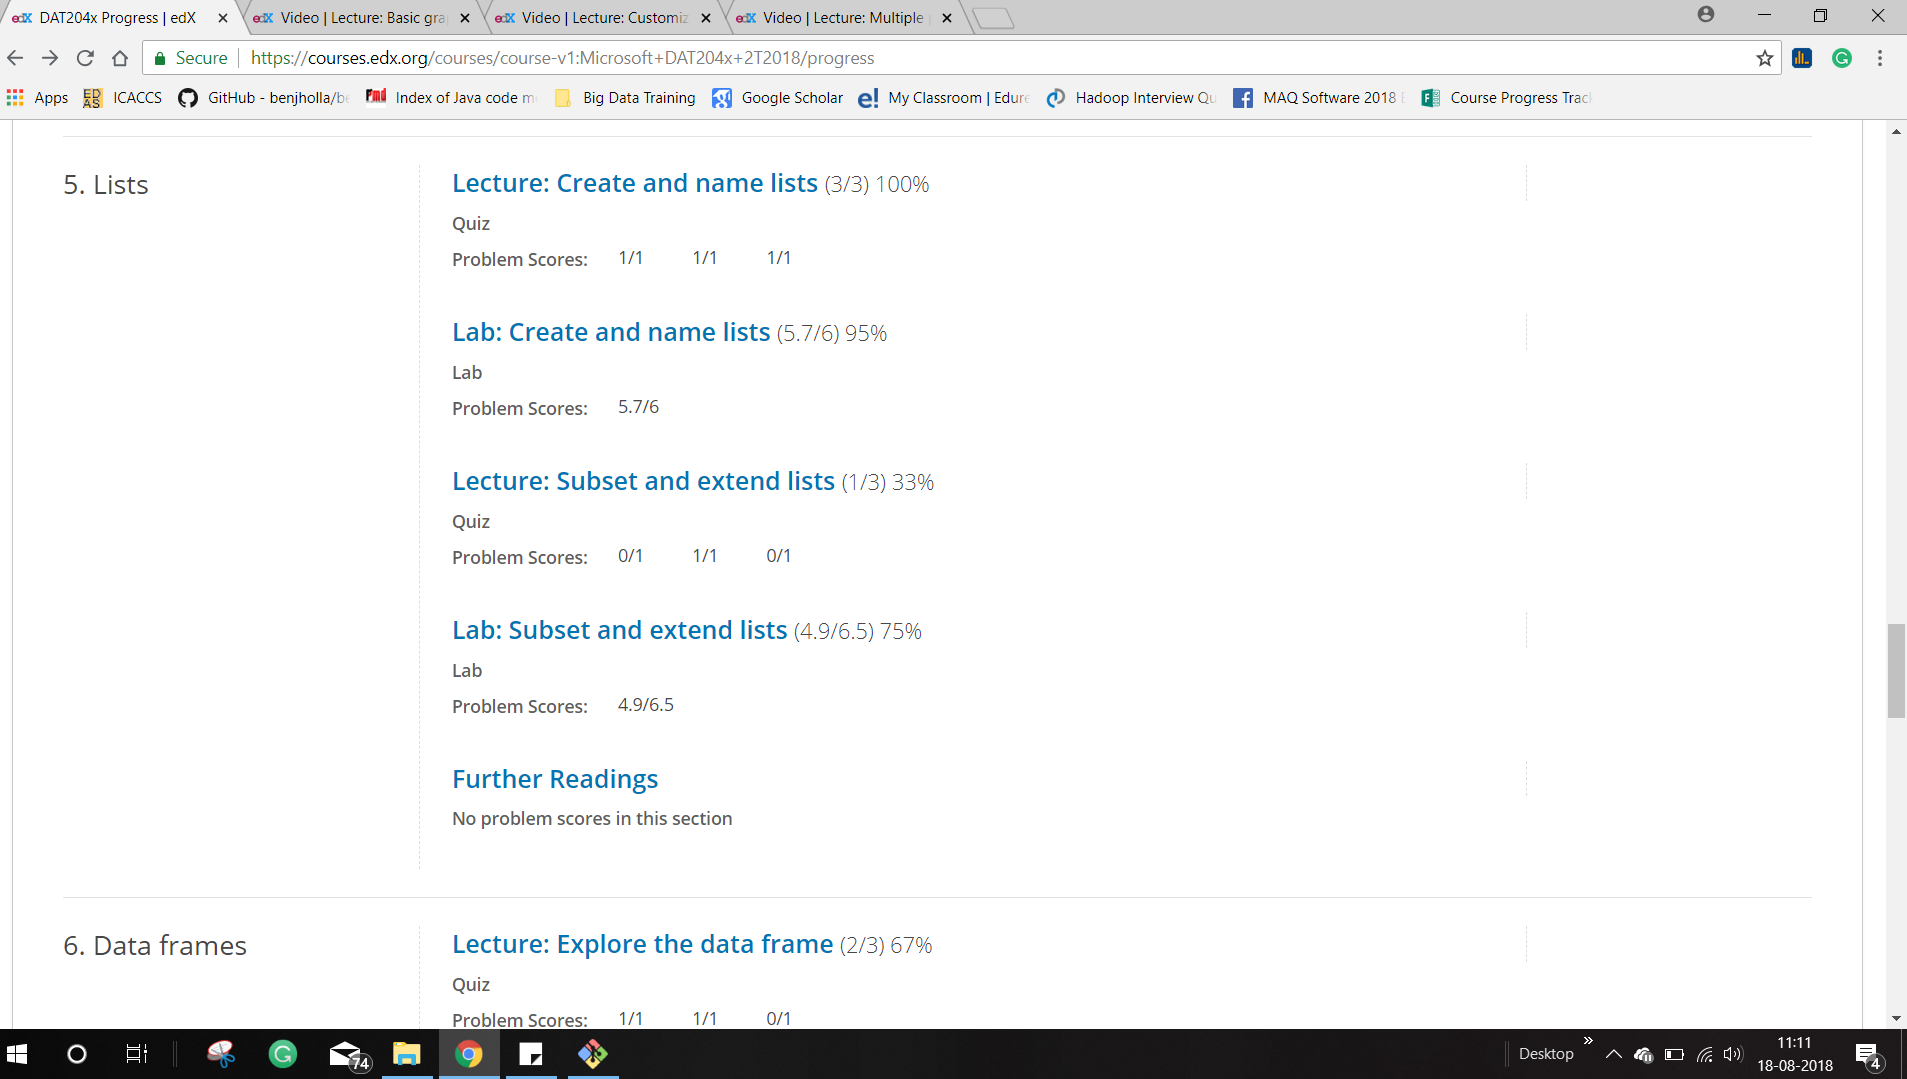 edX DAT204x Progress | edX
edX Video | Lecture: Basic gra
edX Video | Lecture: Customiz
edX Video | Lecture: Multiple
Secure https://courses.edx.org/courses/course-v1:Microsoft+DAT204x+2T2018/progress
Apps EDAS ICACCS GitHub - benjholla/be Fmd Index of Java code m Big Data Training Google Scholar e! My Classroom | Edure Hadoop Interview Qu MAQ Software 2018 Course Progress Trac
5. Lists
Lecture: Create and name lists (3/3) 100%
Quiz
Problem Scores: 1/1 1/1 1/1
Lab: Create and name lists (5.7/6) 95%
Lab
Problem Scores: 5.7/6
Lecture: Subset and extend lists (1/3) 33%
Quiz
Problem Scores: 0/1 1/1 0/1
Lab: Subset and extend lists (4.9/6.5) 75%
Lab
Problem Scores: 4.9/6.5
Further Readings
No problem scores in this section
6. Data frames
Lecture: Explore the data frame (2/3) 67%
Quiz
Problem Scores: 1/1 1/1 0/1
74
Desktop
11:11
18-08-2018
4